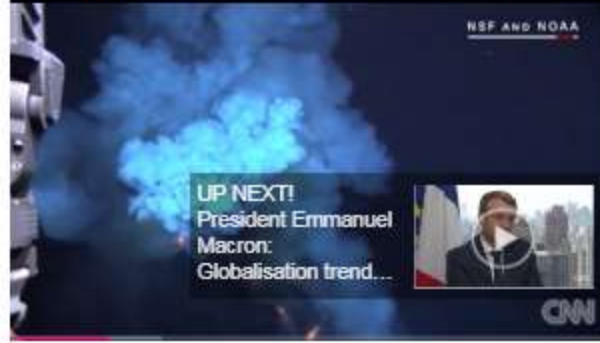 NSF AND NOAA
UP NEXT!
President Emmanuel
Macron:
Globalisation trend...
CNN